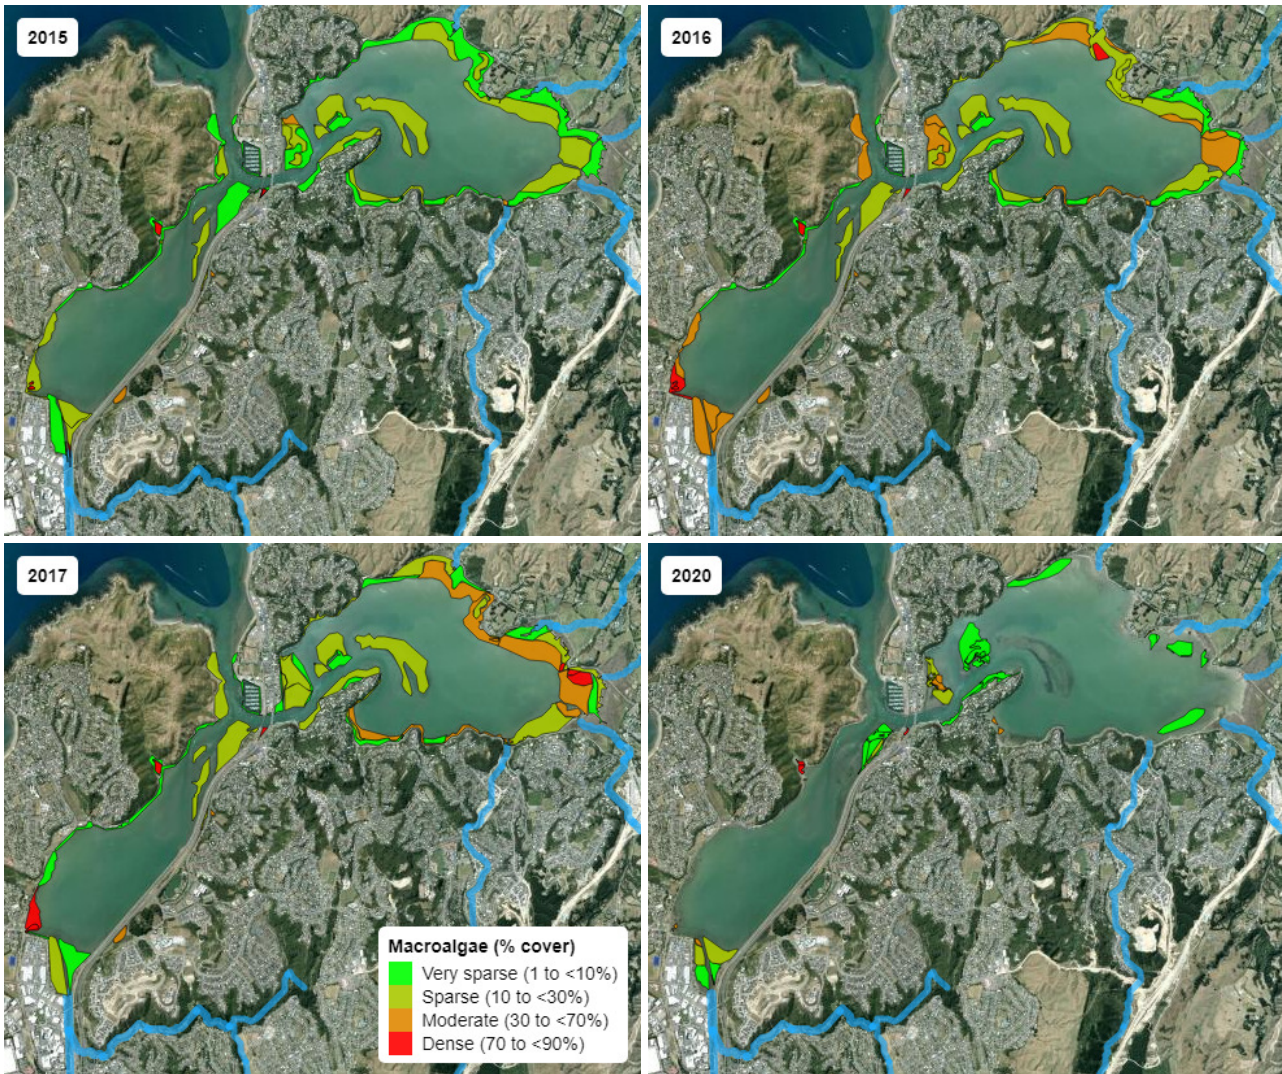 2015
2016
2017
2020
Macroalgae (% cover)
Very sparse (1 to <10%)
Sparse (10 to <30%)
Moderate (30 to <70%)
Dense (70 to <90%)